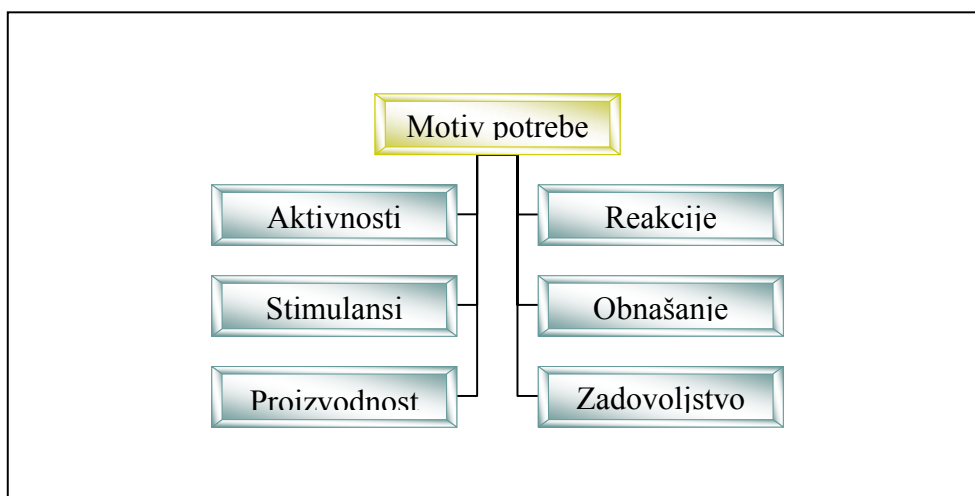 Motiv potrebe
Aktivnosti
Reakcije
Stimulansi
Obnašanje
Proizvodnost
Zadovoljstvo